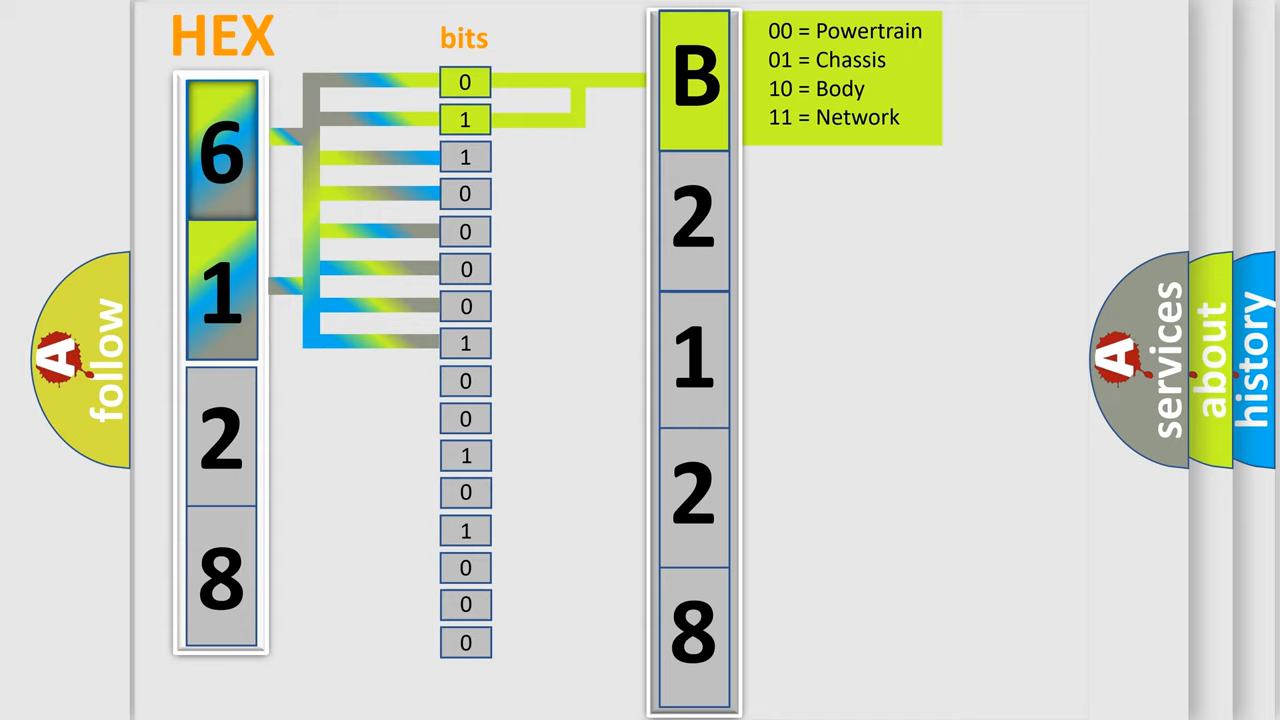 HEX
bits
6
1
2
8
0
1
1
0
0
0
0
1
0
0
1
0
1
0
0
0
B
2
1
2
8
00 = Powertrain
01 = Chassis
10 = Body
11 = Network
A follow
A services
about
history